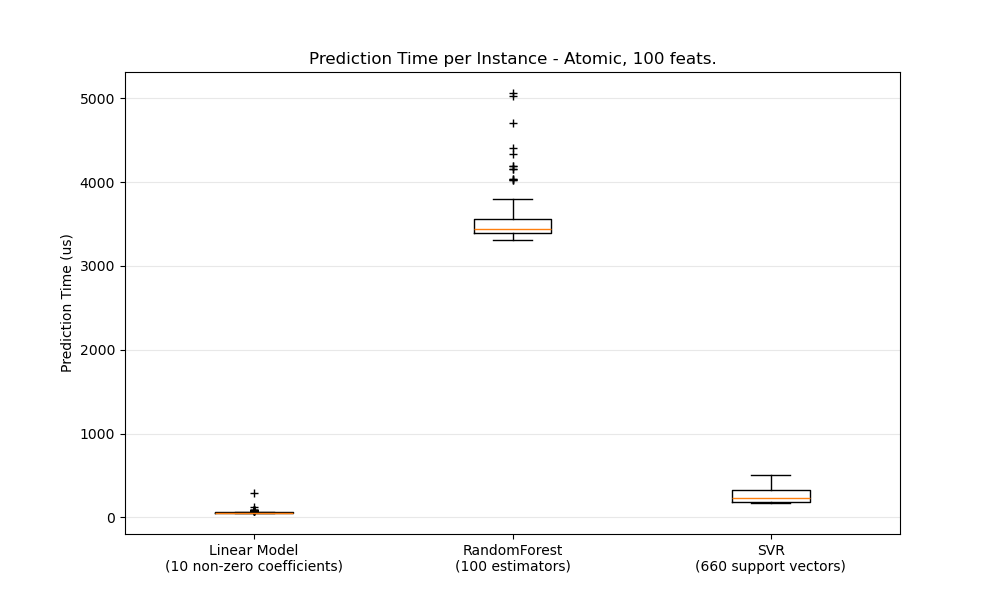 Prediction Time per Instance - Atomic, 100 feats.
Prediction Time (us)
5000
4000
3000
2000
1000
0
Linear Model
(10 non-zero coefficients)
RandomForest
(100 estimators)
SVR
(660 support vectors)